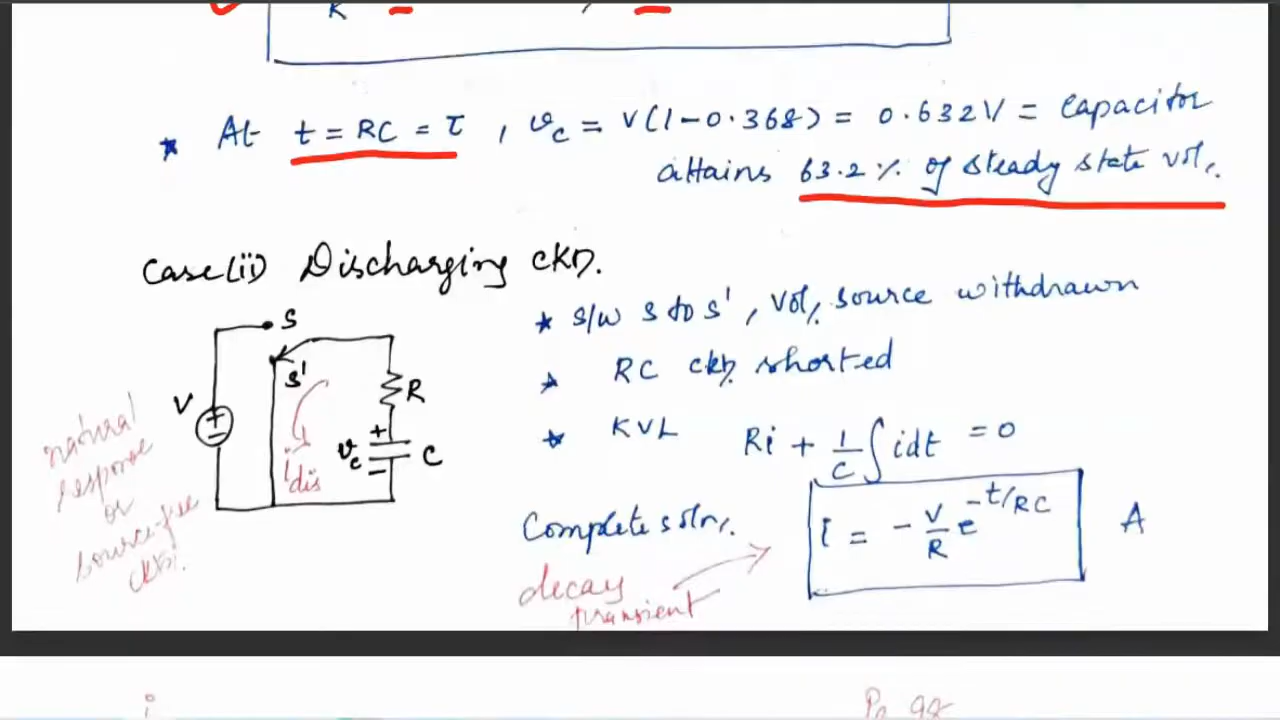 R
* At t = RC = τ , v_c = V(1-0.368) = 0.632V = capacitor
attains 63.2 % of steady state vol.
Case(ii) Discharging ckt.
* S/W S to S' , vol. source withdrawn
* RC ckt. shorted
* KVL Ri + 1/C ∫ i dt = 0
S
S'
V
+
R
v_c
+
-
C
i dis
natural
response
or
source-free
ckt.
Complete soln.
i = - V/R e^{-t/RC} A
decay
transient
i